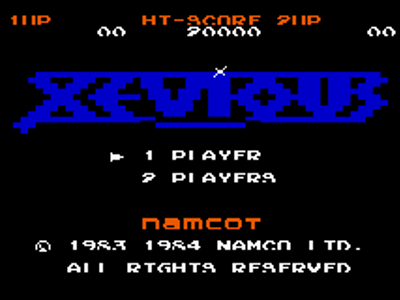 1UP HI-SCORE 2UP
00 20000 00
XEVIOUS
1 PLAYER
2 PLAYERS
namcot
© 1983 1984 NAMCO LTD.
ALL RIGHTS RESERVED